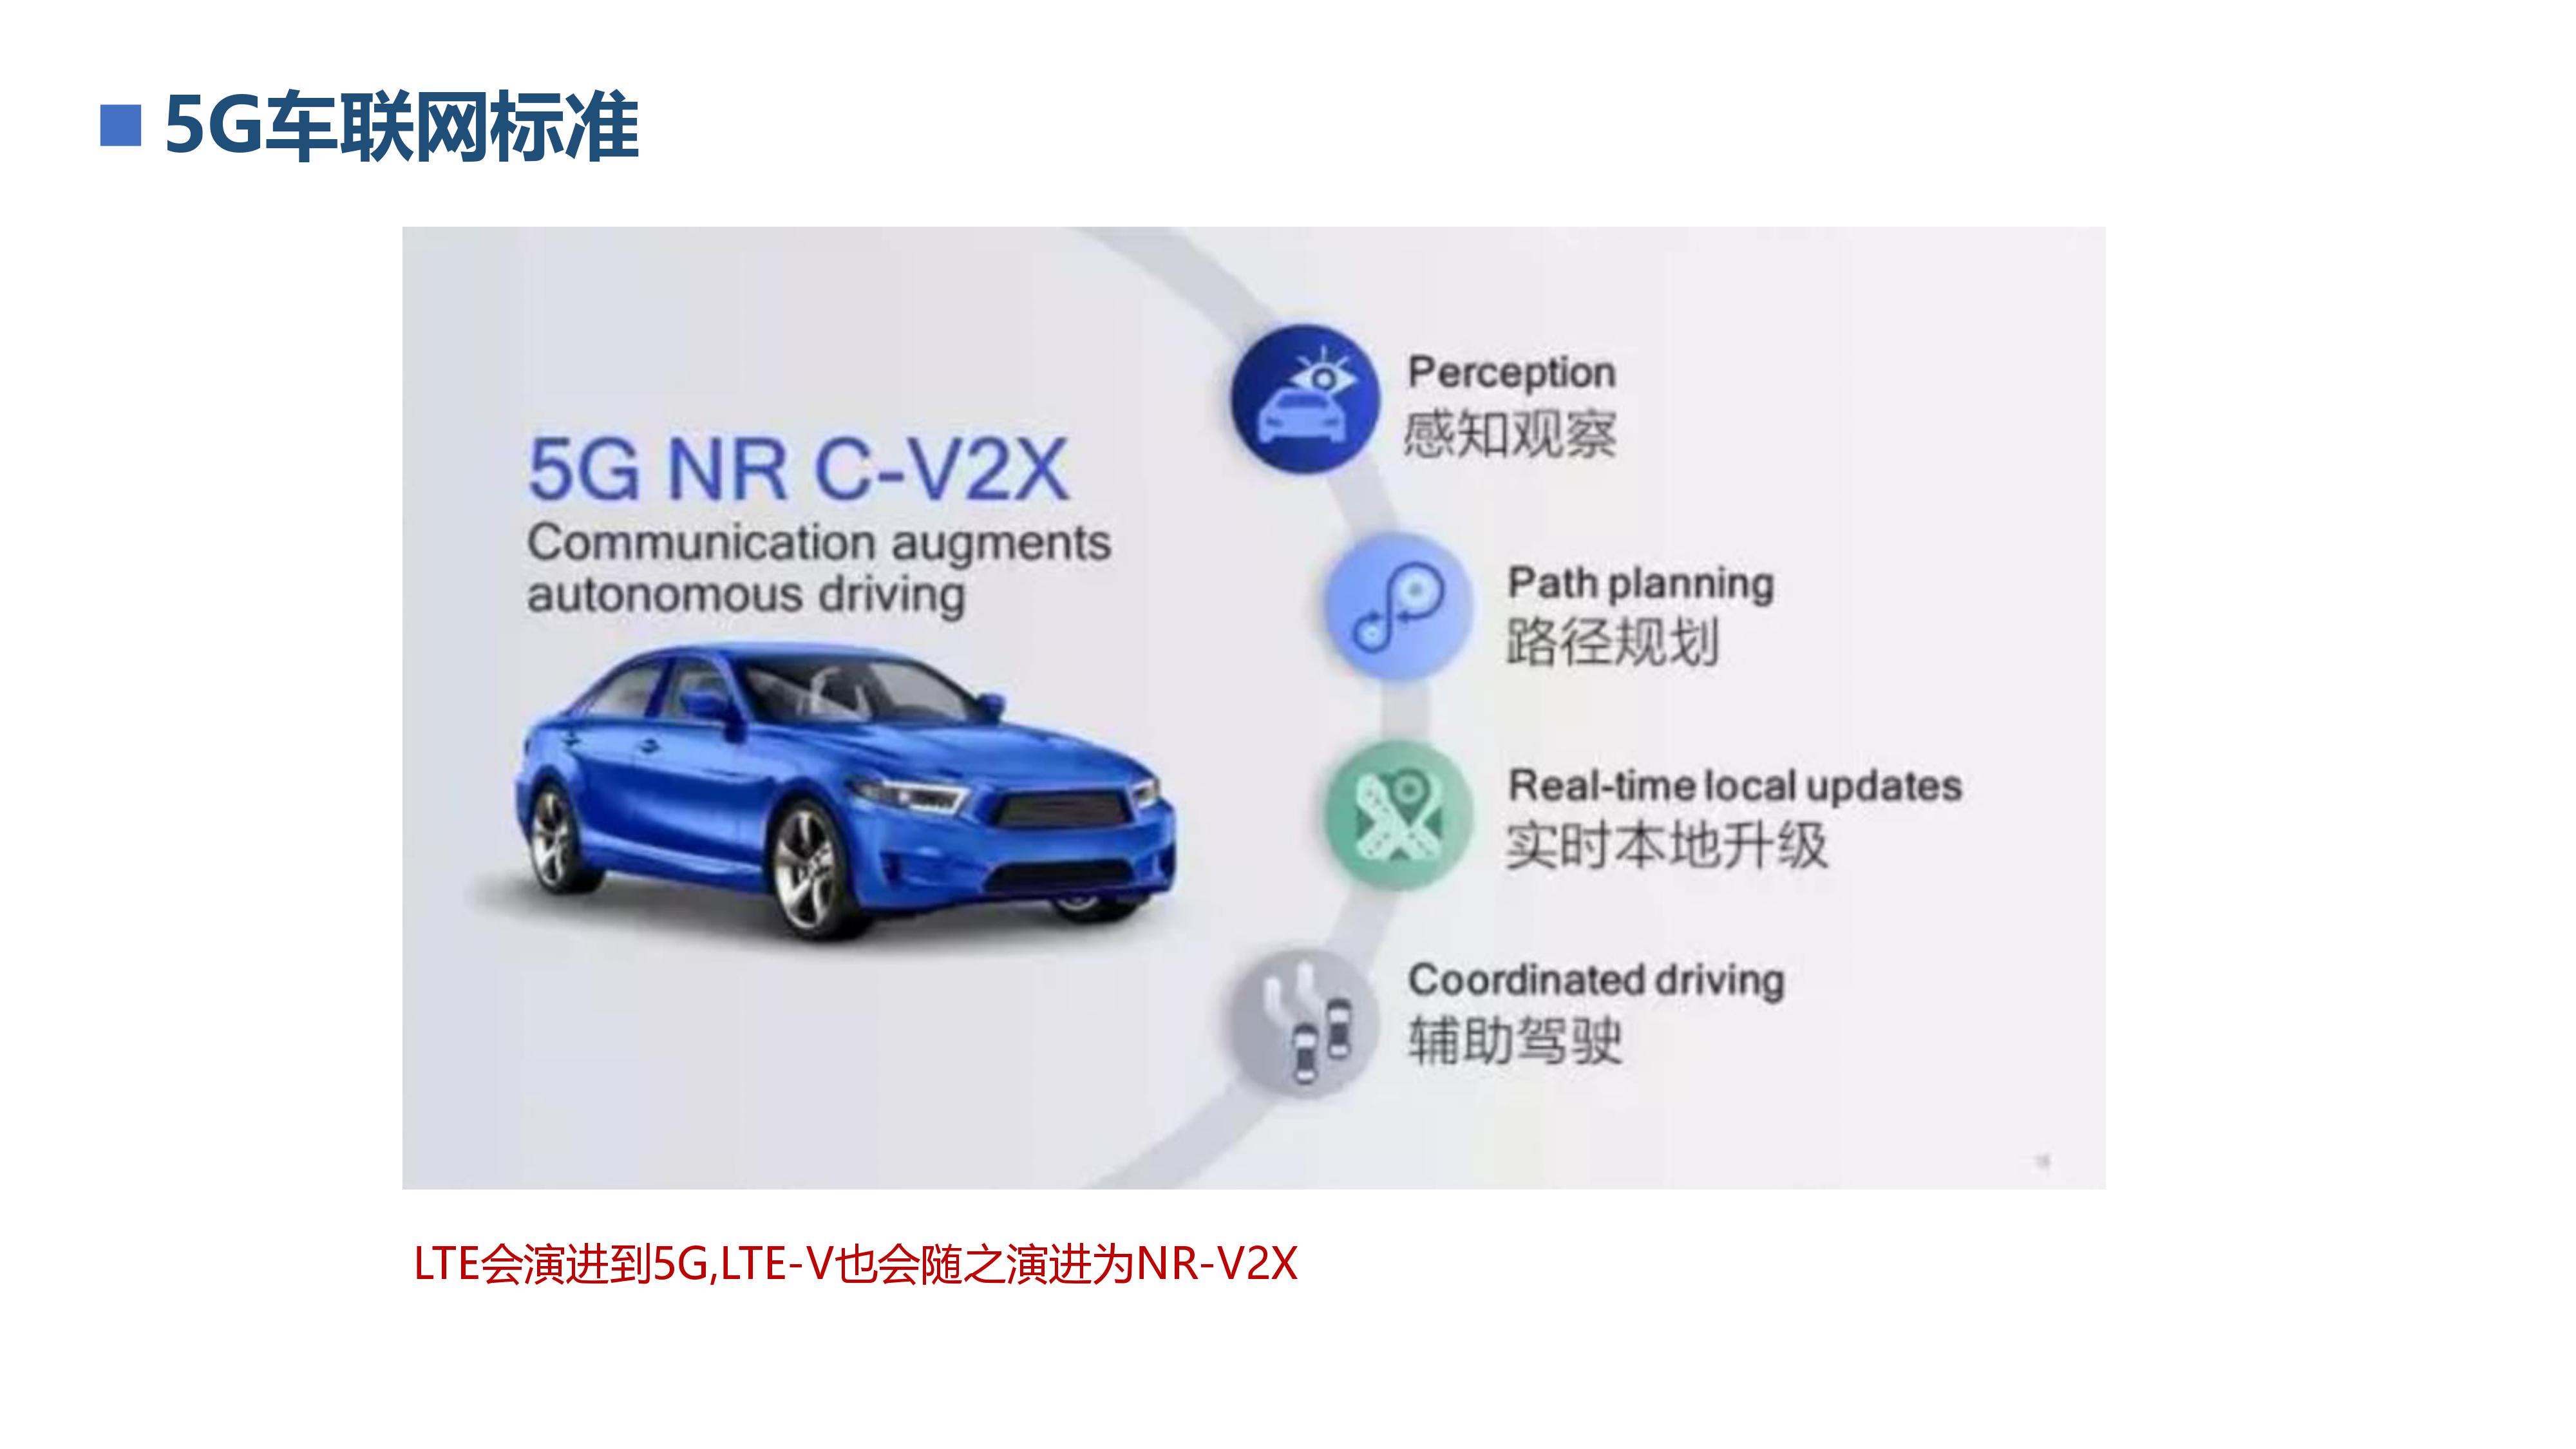 5G车联网标准
5G NR C-V2X
Communication augments
autonomous driving
Perception
感知观察
Path planning
路径规划
Real-time local updates
实时本地升级
Coordinated driving
辅助驾驶
LTE会演进到5G,LTE-V也会随之演进为NR-V2X